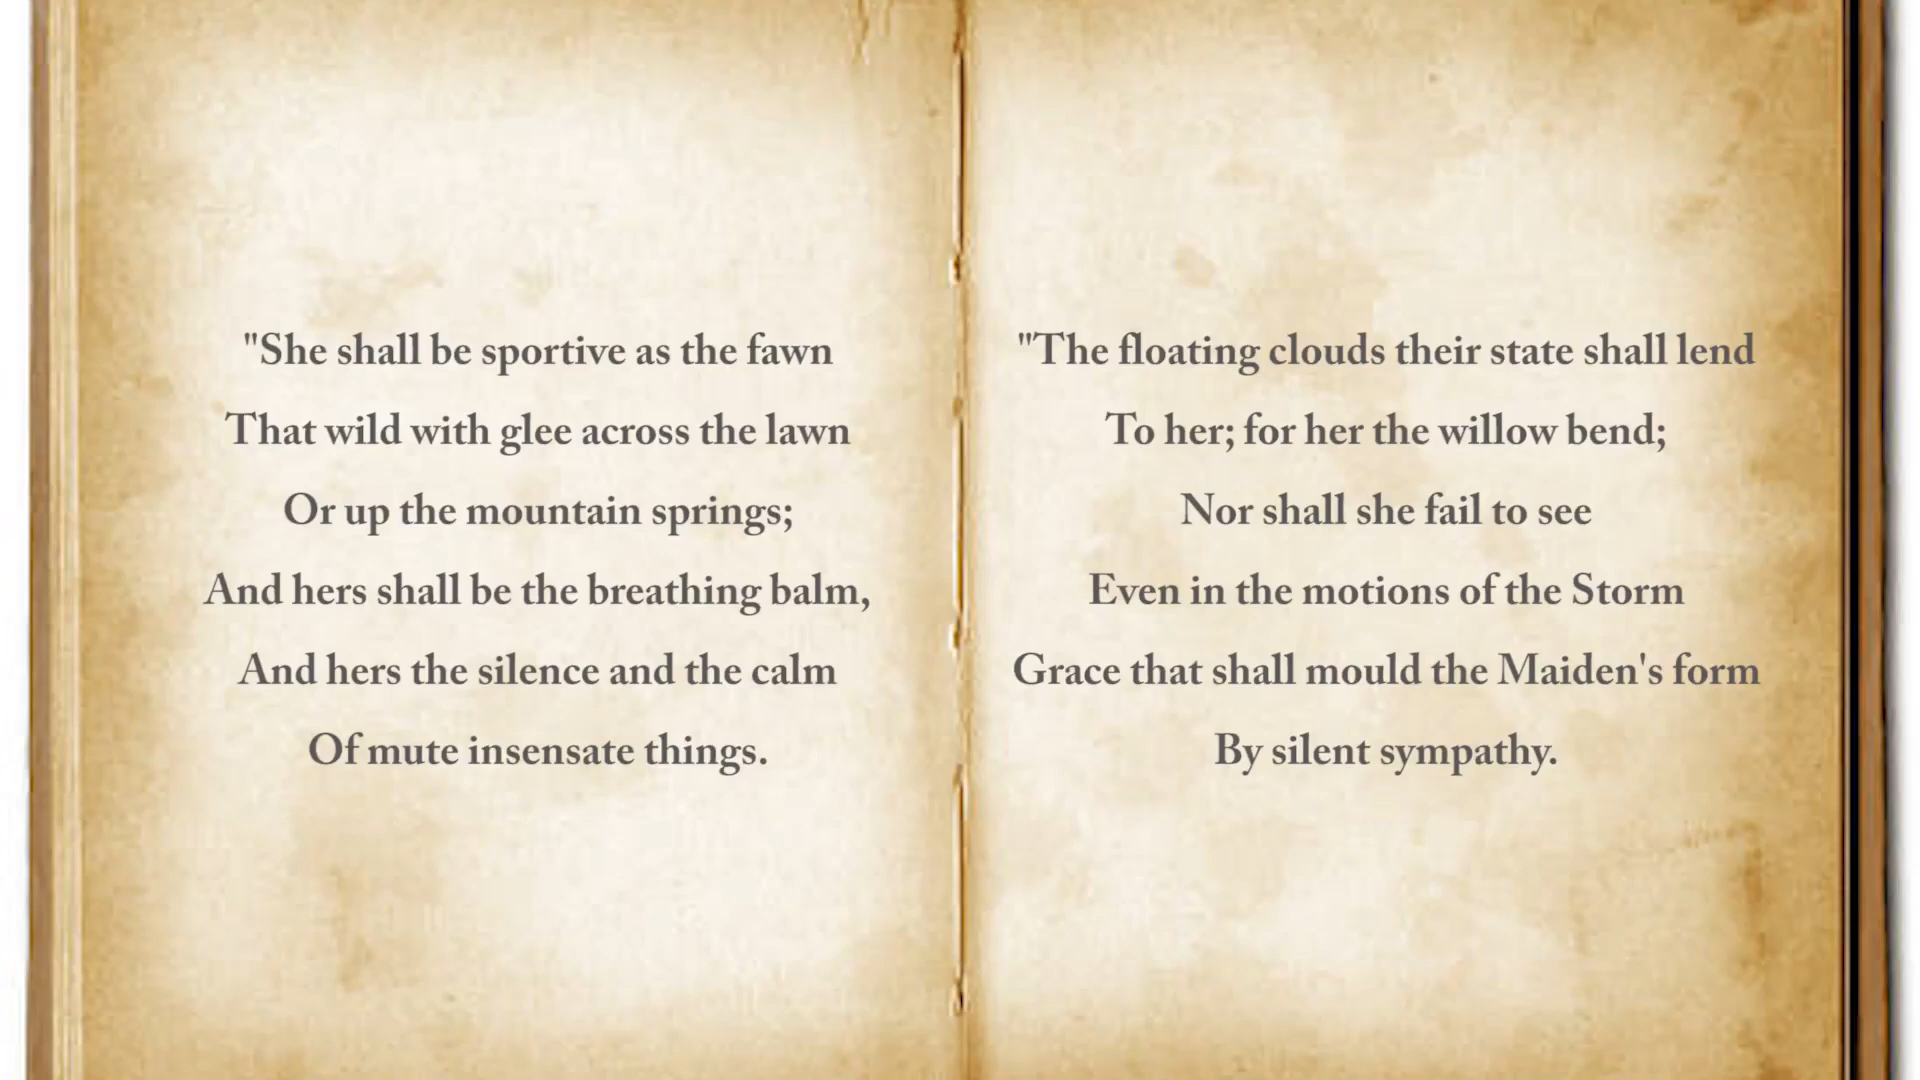 "She shall be sportive as the fawn
That wild with glee across the lawn
Or up the mountain springs;
And hers shall be the breathing balm,
And hers the silence and the calm
Of mute insensate things.
"The floating clouds their state shall lend
To her; for her the willow bend;
Nor shall she fail to see
Even in the motions of the Storm
Grace that shall mould the Maiden's form
By silent sympathy.